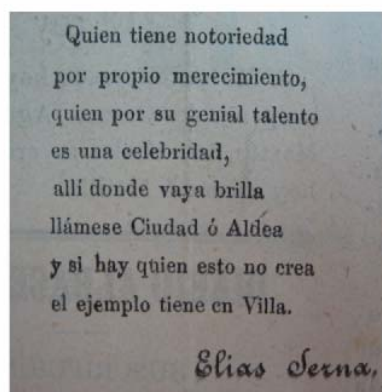 Quien tiene notoriedad
por propio merecimiento,
quien por su genial talento
es una celebridad,
allí donde vaya brilla
llámese Ciudad ó Aldea
y si hay quien esto no crea
el ejemplo tiene en Villa.
Elias Serna,